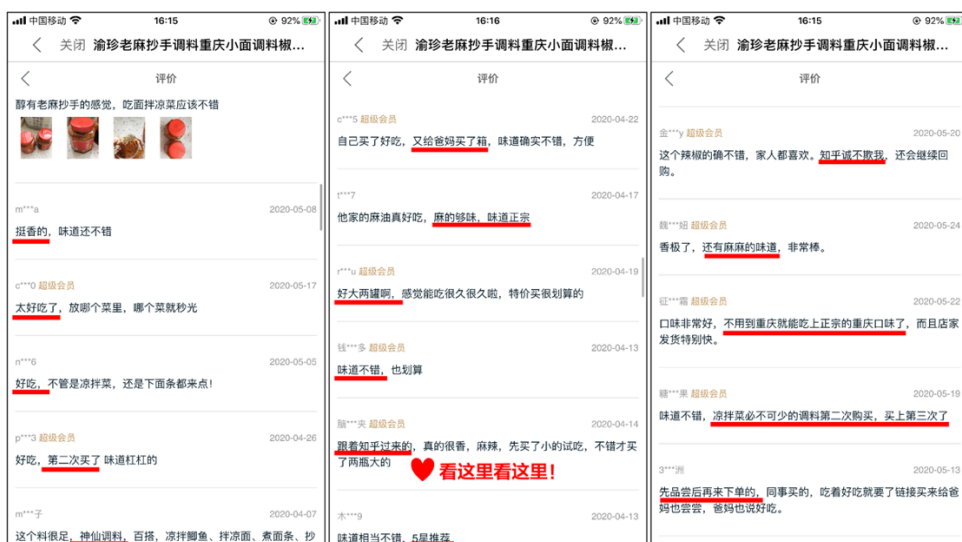 中国移动 16:15 92%
关闭 渝珍老麻抄手调料重庆小面调料椒...
评价
醇有老麻抄手的感觉，吃面拌凉菜应该不错
m***a 2020-05-08
挺香的，味道还不错
c***0 超级会员 2020-05-17
太好吃了，放哪个菜里，哪个菜就秒光
n***6 2020-05-05
好吃，不管是凉拌菜，还是下面条都来点！
p***3 超级会员 2020-04-26
好吃，第二次买了 味道杠杠的
m***子 2020-04-07
这个料很足，神仙调料，百搭，凉拌鲫鱼、拌凉面、煮面条、抄
中国移动 16:16 92%
关闭 渝珍老麻抄手调料重庆小面调料椒...
评价
c***5 超级会员 2020-04-22
自己买了好吃，又给爸妈买了箱，味道确实不错，方便
t***7 2020-04-17
他家的麻油真好吃，麻的够味，味道正宗
r***u 超级会员 2020-04-19
好大两罐啊，感觉能吃很久很久啦，特价买很划算的
钱***多 超级会员 2020-04-13
味道不错，也划算
脑***夹 超级会员 2020-04-14
跟着知乎过来的，真的很香，麻辣，先买了小的试吃，不错才买
了两瓶大的
看这里看这里！
木***9 2020-04-13
味道相当不错，5星推荐
中国移动 16:15 92%
关闭 渝珍老麻抄手调料重庆小面调料椒...
评价
金***y 超级会员 2020-05-20
这个辣椒的确不错，家人都喜欢。知乎诚不欺我，还会继续回
购。
魏***妞 超级会员 2020-05-24
香极了，还有麻麻的味道，非常棒。
征***霜 超级会员 2020-05-22
口味非常好，不用到重庆就能吃上正宗的重庆口味了，而且店家
发货特别快。
糖***果 超级会员 2020-05-19
味道不错，凉拌菜必不可少的调料第二次购买，买上第三次了
3***洲 2020-05-13
先品尝后再来下单的，同事买的，吃着好吃就要了链接买来给爸
妈也尝尝，爸妈也说好吃。